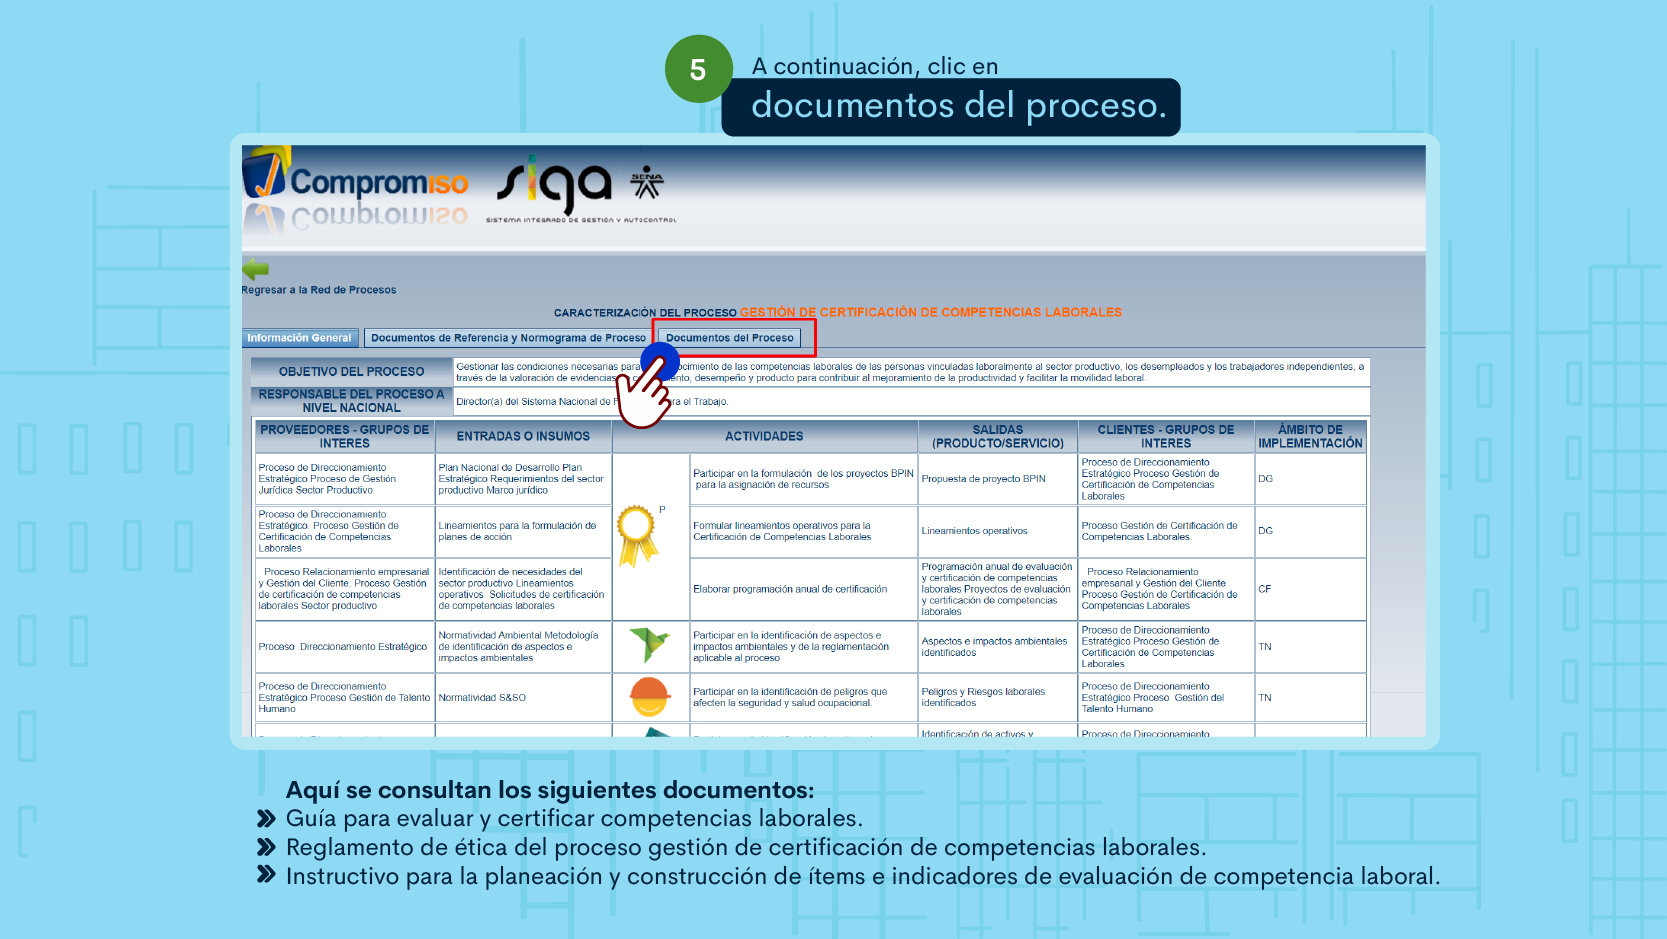 5
A continuación, clic en
documentos del proceso.
Compromiso
siga
SENA
SISTEMA INTEGRADO DE GESTIÓN Y AUTOCONTROL
Regresar a la Red de Procesos
CARACTERIZACIÓN DEL PROCESO GESTIÓN DE CERTIFICACIÓN DE COMPETENCIAS LABORALES
Información General
Documentos de Referencia y Normograma de Proceso
Documentos del Proceso
OBJETIVO DEL PROCESO
Gestionar las condiciones necesarias para cimiento de las competencias laborales de las personas vinculadas laboralmente al sector productivo, los desempleados y los trabajadores independientes, a
través de la valoración de evidencias ento, desempeño y producto para contribuir al mejoramiento de la productividad y facilitar la movilidad laboral.
RESPONSABLE DEL PROCESO A
NIVEL NACIONAL
Director(a) del Sistema Nacional de ra el Trabajo.
PROVEEDORES - GRUPOS DE
INTERES
ENTRADAS O INSUMOS
ACTIVIDADES
SALIDAS
(PRODUCTO/SERVICIO)
CLIENTES - GRUPOS DE
INTERES
ÁMBITO DE
IMPLEMENTACIÓN
Proceso de Direccionamiento
Estratégico Proceso de Gestión
Jurídica Sector Productivo
Plan Nacional de Desarrollo Plan
Estratégico Requerimientos del sector
productivo Marco jurídico
P
Participar en la formulación de los proyectos BPIN
para la asignación de recursos
Propuesta de proyecto BPIN
Proceso de Direccionamiento
Estratégico Proceso Gestión de
Certificación de Competencias
Laborales
DG
Proceso de Direccionamiento
Estratégico. Proceso Gestión de
Certificación de Competencias
Laborales
Lineamientos para la formulación de
planes de acción
Formular lineamientos operativos para la
Certificación de Competencias Laborales
Lineamientos operativos
Proceso Gestión de Certificación de
Competencias Laborales.
DG
Proceso Relacionamiento empresarial
y Gestión del Cliente. Proceso Gestión
de certificación de competencias
laborales Sector productivo
Identificación de necesidades del
sector productivo Lineamientos
operativos Solicitudes de certificación
de competencias laborales
Elaborar programación anual de certificación
Programación anual de evaluación
y certificación de competencias
laborales Proyectos de evaluación
y certificación de competencias
laborales
Proceso Relacionamiento
empresarial y Gestión del Cliente
Proceso Gestión de Certificación de
Competencias Laborales
CF
Proceso Direccionamiento Estratégico
Normatividad Ambiental Metodología
de identificación de aspectos e
impactos ambientales
Participar en la identificación de aspectos e
impactos ambientales y de la reglamentación
aplicable al proceso
Aspectos e impactos ambientales
identificados
Proceso de Direccionamiento
Estratégico Proceso Gestión de
Certificación de Competencias
Laborales
TN
Proceso de Direccionamiento
Estratégico Proceso Gestión de Talento
Humano
Normatividad S&SO
Participar en la identificación de peligros que
afecten la seguridad y salud ocupacional.
Peligros y Riesgos laborales
identificados
Proceso de Direccionamiento
Estratégico Proceso Gestión del
Talento Humano
TN
Identificación de activos y
Proceso de Direccionamiento
Aquí se consultan los siguientes documentos:
Guía para evaluar y certificar competencias laborales.
Reglamento de ética del proceso gestión de certificación de competencias laborales.
Instructivo para la planeación y construcción de ítems e indicadores de evaluación de competencia laboral.